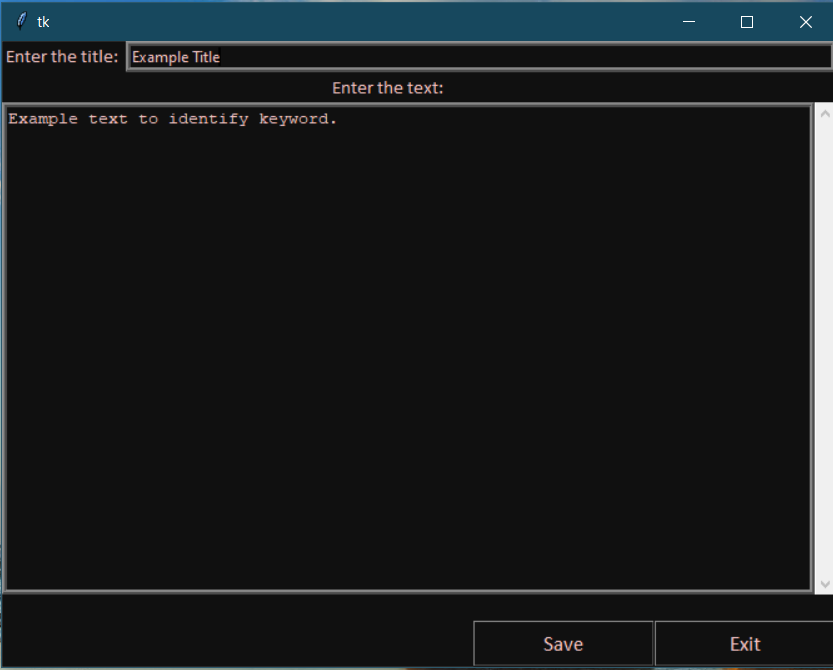 tk
Enter the title: Example Title
Enter the text:
Example text to identify keyword.
Save Exit